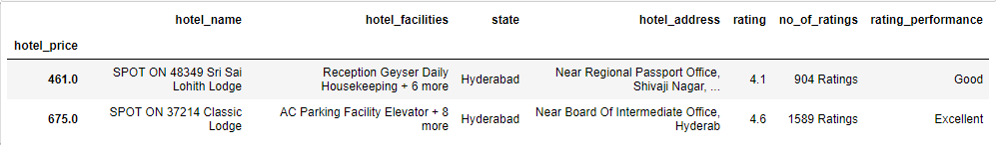 hotel_name hotel_facilities state hotel_address rating no_of_ratings rating_performance
hotel_price
461.0 SPOT ON 48349 Sri Sai Lohith Lodge Reception Geyser Daily Housekeeping + 6 more Hyderabad Near Regional Passport Office, Shivaji Nagar, ... 4.1 904 Ratings Good
675.0 SPOT ON 37214 Classic Lodge AC Parking Facility Elevator + 8 more Hyderabad Near Board Of Intermediate Office, Hyderab 4.6 1589 Ratings Excellent